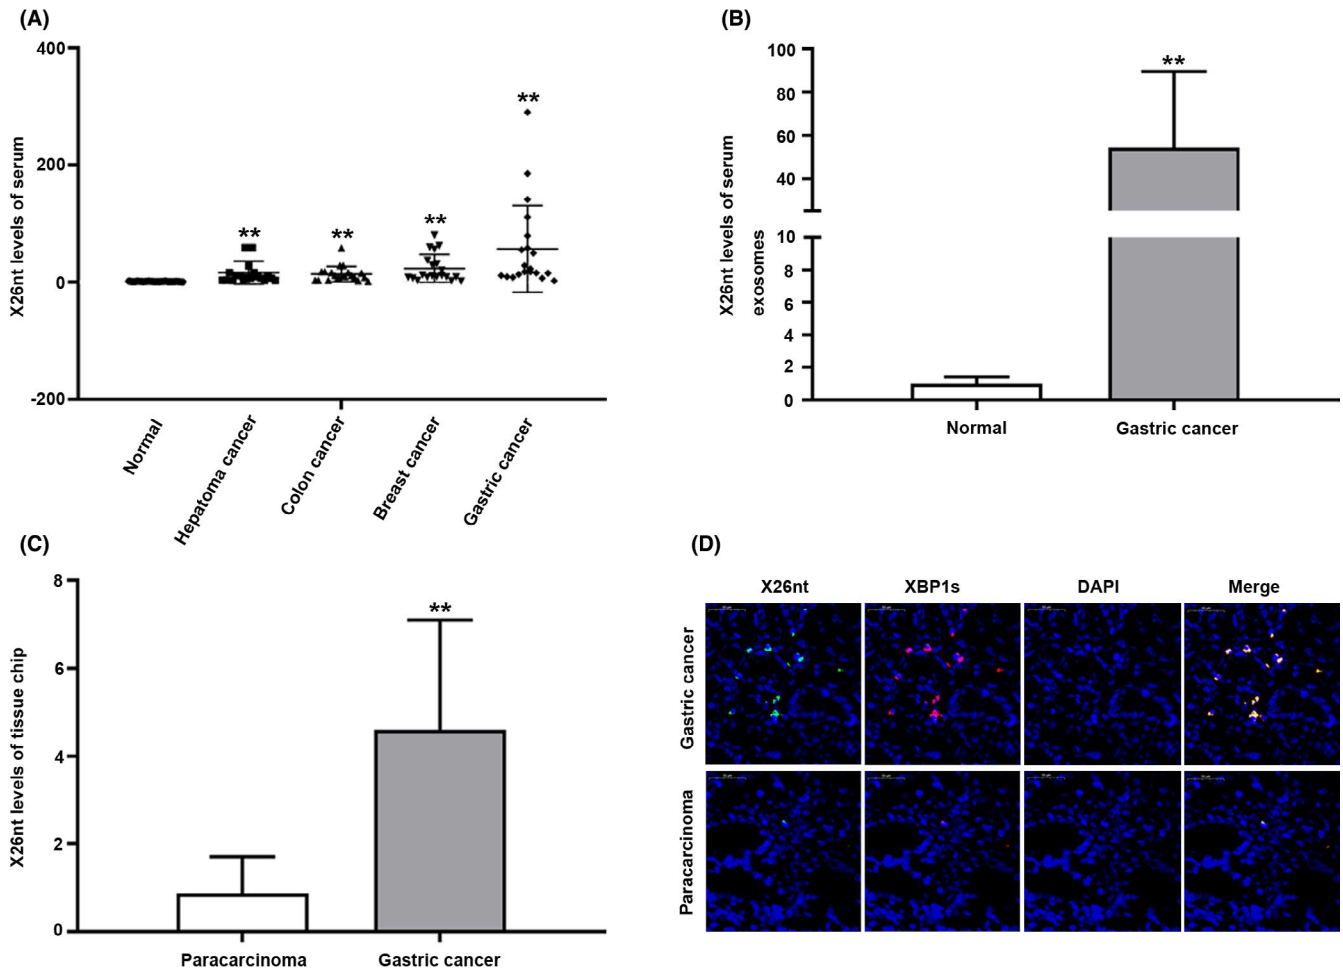 (A)
X26nt levels of serum
400
200
0
-200
**
**
**
**
Normal
Hepatoma cancer
Colon cancer
Breast cancer
Gastric cancer
(B)
X26nt levels of serum
exosomes
100
80
60
40
10
8
6
4
2
0
**
Normal
Gastric cancer
(C)
X26nt levels of tissue chip
8
6
4
2
0
**
Paracarcinoma
Gastric cancer
(D)
X26nt
XBP1s
DAPI
Merge
Gastric cancer
Paracarcinoma